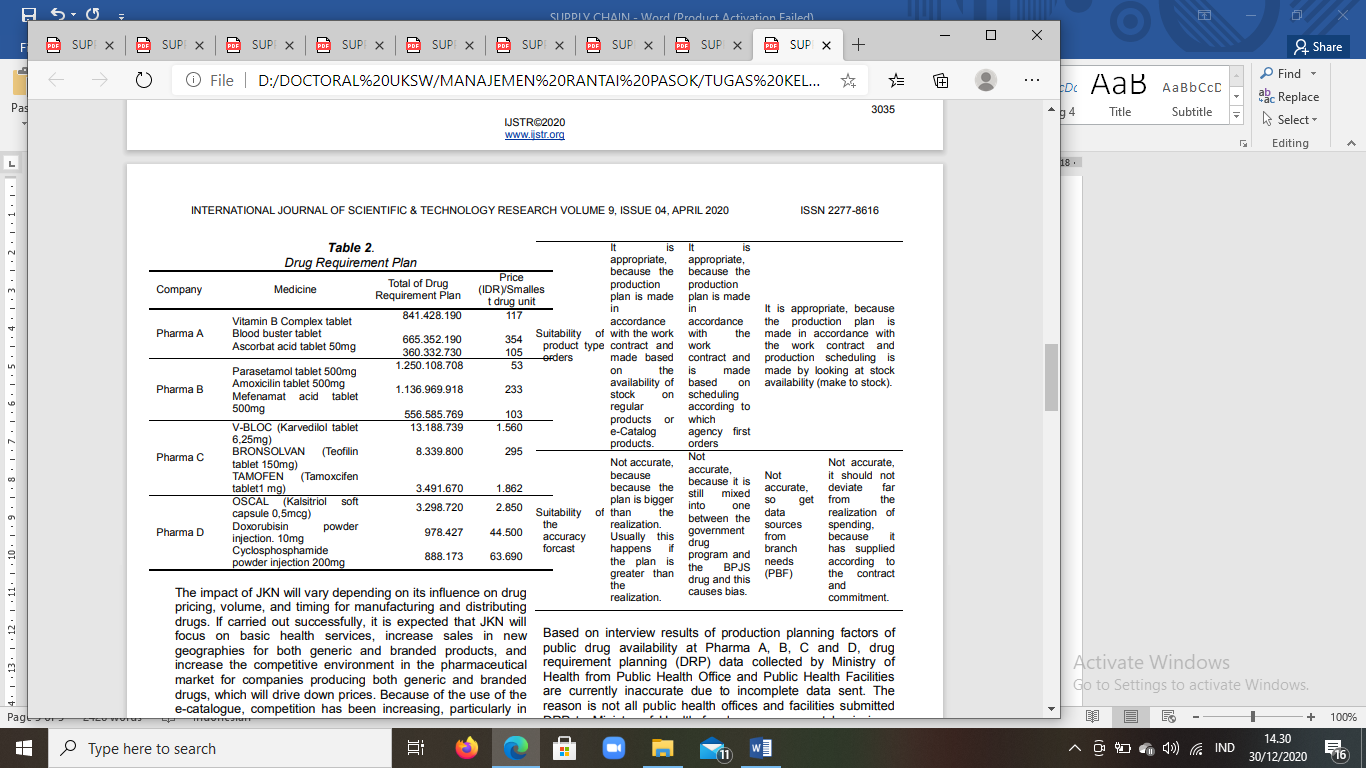 SUPPLY CHAIN - Word (Product Activation Failed)
Share
SUPP
SUPP
SUPP
SUPP
SUPP
SUPP
SUPP
SUPP
SUPP
File
D:/DOCTORAL%20UKSW/MANAJEMEN%20RANTAI%20PASOK/TUGAS%20KEL...
Pas
AaB
AaBbCcD
g 4
Title
Subtitle
Find
Replace
Select
Editing
18
3035
IJSTR©2020
www.ijstr.org
INTERNATIONAL JOURNAL OF SCIENTIFIC & TECHNOLOGY RESEARCH VOLUME 9, ISSUE 04, APRIL 2020 ISSN 2277-8616
Table 2.
Drug Requirement Plan
Company Medicine Total of Drug Requirement Plan Price (IDR)/Smalles t drug unit
Pharma A
Vitamin B Complex tablet 841.428.190 117
Blood buster tablet 665.352.190 354
Ascorbat acid tablet 50mg 360.332.730 105
Pharma B
Parasetamol tablet 500mg 1.250.108.708 53
Amoxicilin tablet 500mg 1.136.969.918 233
Mefenamat acid tablet
500mg 556.585.769 103
Pharma C
V-BLOC (Karvedilol tablet 13.188.739 1.560
6,25mg)
BRONSOLVAN (Teofilin 8.339.800 295
tablet 150mg)
TAMOFEN (Tamoxcifen
tablet1 mg) 3.491.670 1.862
Pharma D
OSCAL (Kalsitriol soft 3.298.720 2.850
capsule 0,5mcg)
Doxorubisin powder 978.427 44.500
injection. 10mg
Cyclosphosphamide 888.173 63.690
powder injection 200mg
The impact of JKN will vary depending on its influence on drug
pricing, volume, and timing for manufacturing and distributing
drugs. If carried out successfully, it is expected that JKN will
focus on basic health services, increase sales in new
geographies for both generic and branded products, and
increase the competitive environment in the pharmaceutical
market for companies producing both generic and branded
drugs, which will drive down prices. Because of the use of the
e-catalogue, competition has been increasing, particularly in
Suitability of
product type
orders
It is
appropriate,
because the
production
plan is made
in
accordance
with the work
contract and
made based
on the
availability of
stock on
regular
products or
e-Catalog
products.
It is
appropriate,
because the
production
plan is made
in
accordance
with the
work
contract and
is made
based on
scheduling
according to
which
agency first
orders
It is appropriate, because
the production plan is
made in accordance with
the work contract and
production scheduling is
made by looking at stock
availability (make to stock).
Suitability of
the
accuracy
forcast
Not accurate,
because
because the
plan is bigger
than the
realization.
Usually this
happens if
the plan is
greater than
the
realization.
Not
accurate,
because it is
still mixed
into one
between the
government
drug
program and
the BPJS
drug and this
causes bias.
Not
accurate,
so get
data
sources
from
branch
needs
(PBF)
Not accurate,
it should not
deviate far
from the
realization of
spending,
because it
has supplied
according to
the contract
and
commitment.
Based on interview results of production planning factors of
public drug availability at Pharma A, B, C and D, drug
requirement planning (DRP) data collected by Ministry of
Health from Public Health Office and Public Health Facilities
are currently inaccurate due to incomplete data sent. The
reason is not all public health offices and facilities submitted
Activate Windows
Go to Settings to activate Windows.
100%
Type here to search
11
IND
14.30
30/12/2020
16